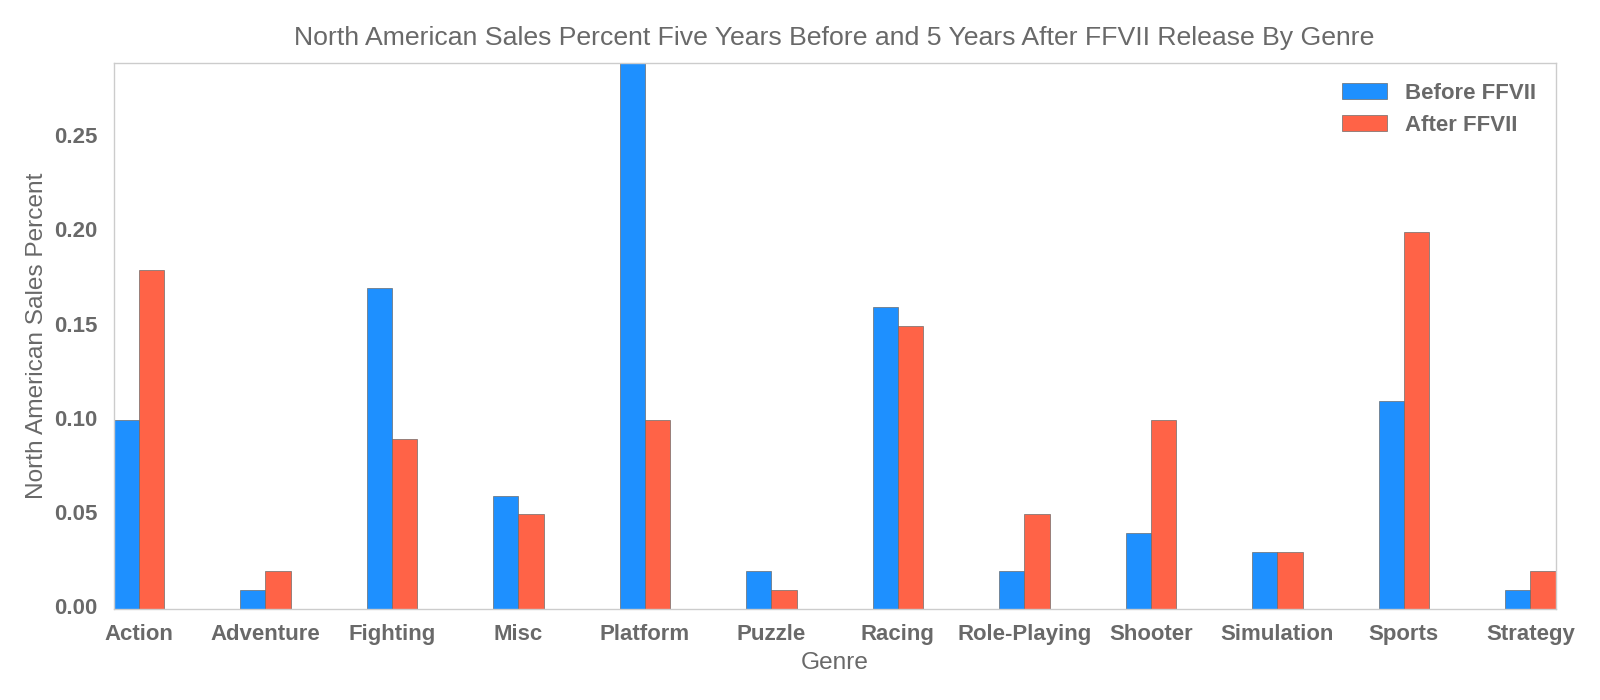 North American Sales Percent Five Years Before and 5 Years After FFVII Release By Genre
Before FFVII
After FFVII
North American Sales Percent
0.25
0.20
0.15
0.10
0.05
0.00
Action Adventure Fighting Misc Platform Puzzle Racing Role-Playing Shooter Simulation Sports Strategy
Genre